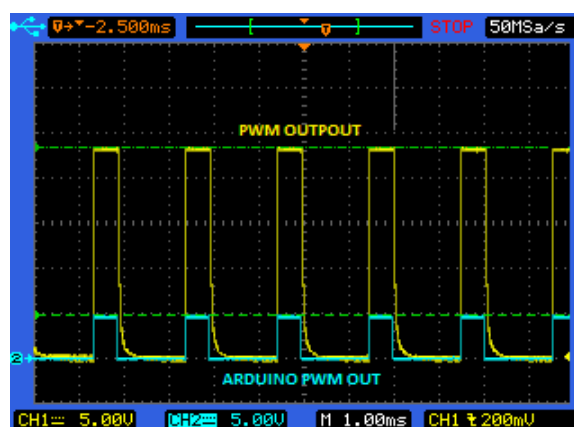 -2.500ms STOP 50MSa/s
PWM OUTPOUT
2
ARDUINO PWM OUT
CH1 5.00V CH2 5.00V M 1.00ms CH1 200mV